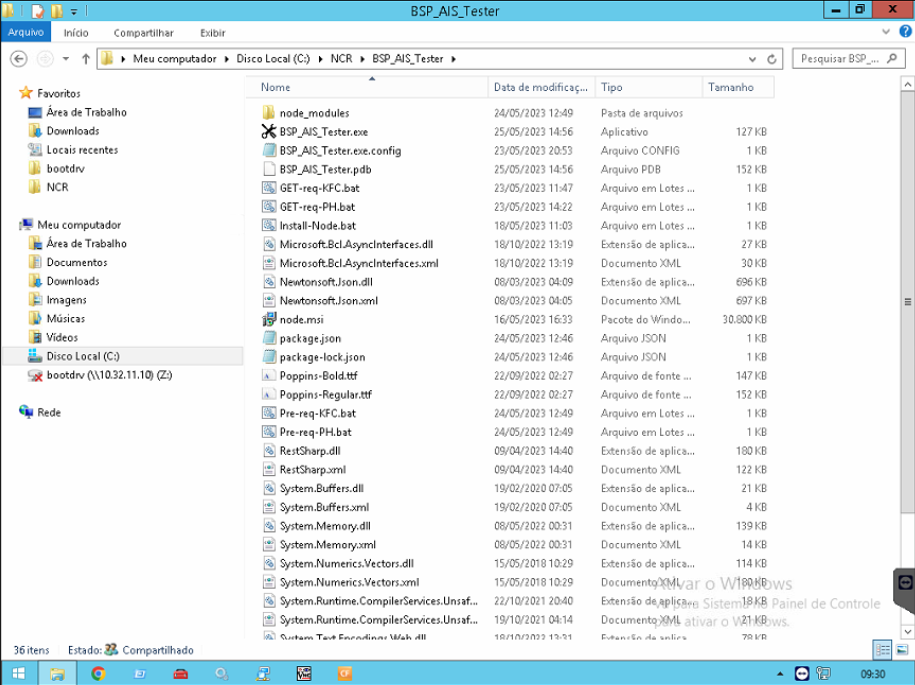 BSP_AIS_Tester
Arquivo Início Compartilhar Exibir
Meu computador Disco Local (C:) NCR BSP_AIS_Tester
Pesquisar BSP_...
Favoritos
Área de Trabalho
Downloads
Locais recentes
bootdrv
NCR
Meu computador
Área de Trabalho
Documentos
Downloads
Imagens
Músicas
Vídeos
Disco Local (C:)
bootdrv (\\10.32.11.10) (Z:)
Rede
Nome Data de modificaç... Tipo Tamanho
node_modules 24/05/2023 12:49 Pasta de arquivos
BSP_AIS_Tester.exe 25/05/2023 14:56 Aplicativo 127 KB
BSP_AIS_Tester.exe.config 23/05/2023 20:53 Arquivo CONFIG 1 KB
BSP_AIS_Tester.pdb 25/05/2023 14:56 Arquivo PDB 152 KB
GET-req-KFC.bat 23/05/2023 11:47 Arquivo em Lotes ... 1 KB
GET-req-PH.bat 23/05/2023 14:22 Arquivo em Lotes ... 1 KB
Install-Node.bat 18/05/2023 11:03 Arquivo em Lotes ... 1 KB
Microsoft.Bcl.AsyncInterfaces.dll 18/10/2022 13:19 Extensão de aplica... 27 KB
Microsoft.Bcl.AsyncInterfaces.xml 18/10/2022 13:19 Documento XML 30 KB
Newtonsoft.Json.dll 08/03/2023 04:09 Extensão de aplica... 696 KB
Newtonsoft.Json.xml 08/03/2023 04:05 Documento XML 697 KB
node.msi 16/05/2023 16:33 Pacote do Windo... 30.800 KB
package.json 24/05/2023 12:46 Arquivo JSON 1 KB
package-lock.json 24/05/2023 12:46 Arquivo JSON 1 KB
Poppins-Bold.ttf 22/09/2022 02:27 Arquivo de fonte ... 147 KB
Poppins-Regular.ttf 22/09/2022 02:27 Arquivo de fonte ... 152 KB
Pre-req-KFC.bat 24/05/2023 12:49 Arquivo em Lotes ... 1 KB
Pre-req-PH.bat 24/05/2023 12:49 Arquivo em Lotes ... 1 KB
RestSharp.dll 09/04/2023 14:40 Extensão de aplica... 180 KB
RestSharp.xml 09/04/2023 14:40 Documento XML 122 KB
System.Buffers.dll 19/02/2020 07:05 Extensão de aplica... 21 KB
System.Buffers.xml 19/02/2020 07:05 Documento XML 4 KB
System.Memory.dll 08/05/2022 00:31 Extensão de aplica... 139 KB
System.Memory.xml 08/05/2022 00:31 Documento XML 14 KB
System.Numerics.Vectors.dll 15/05/2018 10:29 Extensão de aplica... 114 KB
System.Numerics.Vectors.xml 15/05/2018 10:29 Documento XML 180 KB
System.Runtime.CompilerServices.Unsaf... 22/10/2021 20:40 Extensão de aplica... 18 KB
System.Runtime.CompilerServices.Unsaf... 19/10/2021 04:14 Documento XML 21 KB
System.Text.Encodings.Web.dll 18/10/2022 13:31 Extensão de aplica... 78 KB
Ativar o Windows
Vá para Sistema no Painel de Controle
para ativar o Windows.
36 itens Estado: Compartilhado
09:30